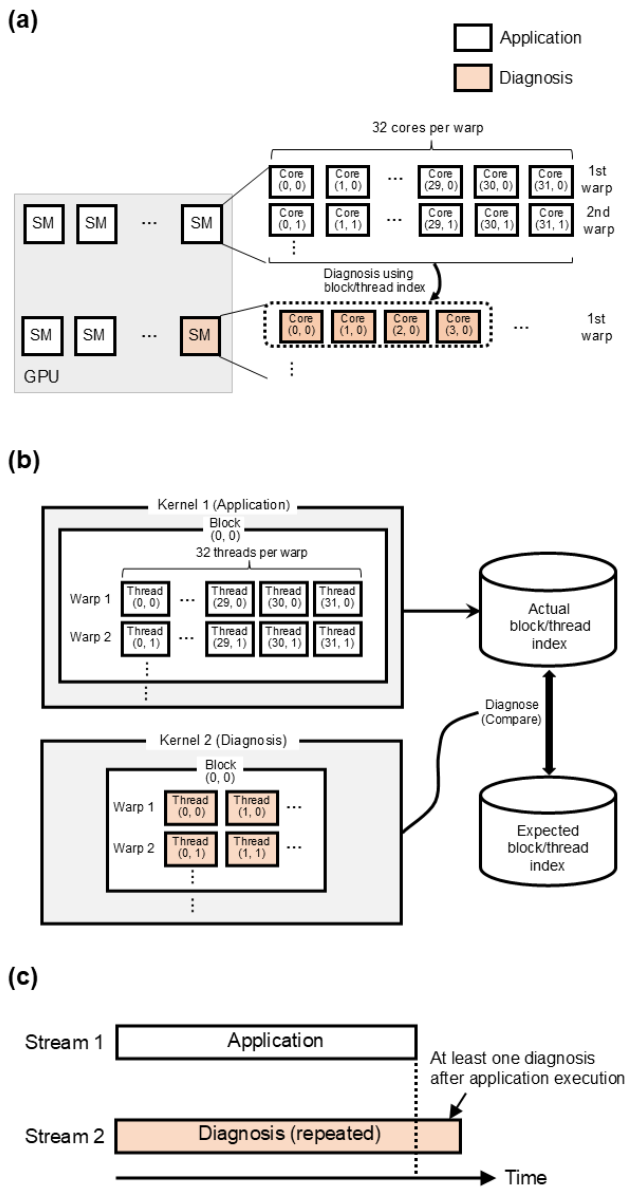 (a)
Application
Diagnosis
32 cores per warp
Core
(0, 0)
Core
(1, 0)
...
Core
(29, 0)
Core
(30, 0)
Core
(31, 0)
1st
warp
Core
(0, 1)
Core
(1, 1)
...
Core
(29, 1)
Core
(30, 1)
Core
(31, 1)
2nd
warp
SM
SM
...
SM
Diagnosis using
block/thread index
SM
SM
...
SM
GPU
Core
(0, 0)
Core
(1, 0)
Core
(2, 0)
Core
(3, 0)
...
1st
warp
(b)
Kernel 1 (Application)
Block
(0, 0)
32 threads per warp
Warp 1
Thread
(0, 0)
...
Thread
(29, 0)
Thread
(30, 0)
Thread
(31, 0)
Warp 2
Thread
(0, 1)
...
Thread
(29, 1)
Thread
(30, 1)
Thread
(31, 1)
Actual
block/thread
index
Diagnose
(Compare)
Kernel 2 (Diagnosis)
Block
(0, 0)
Warp 1
Thread
(0, 0)
Thread
(1, 0)
...
Warp 2
Thread
(0, 1)
Thread
(1, 1)
...
Expected
block/thread
index
(c)
Stream 1
Application
At least one diagnosis
after application execution
Stream 2
Diagnosis (repeated)
Time